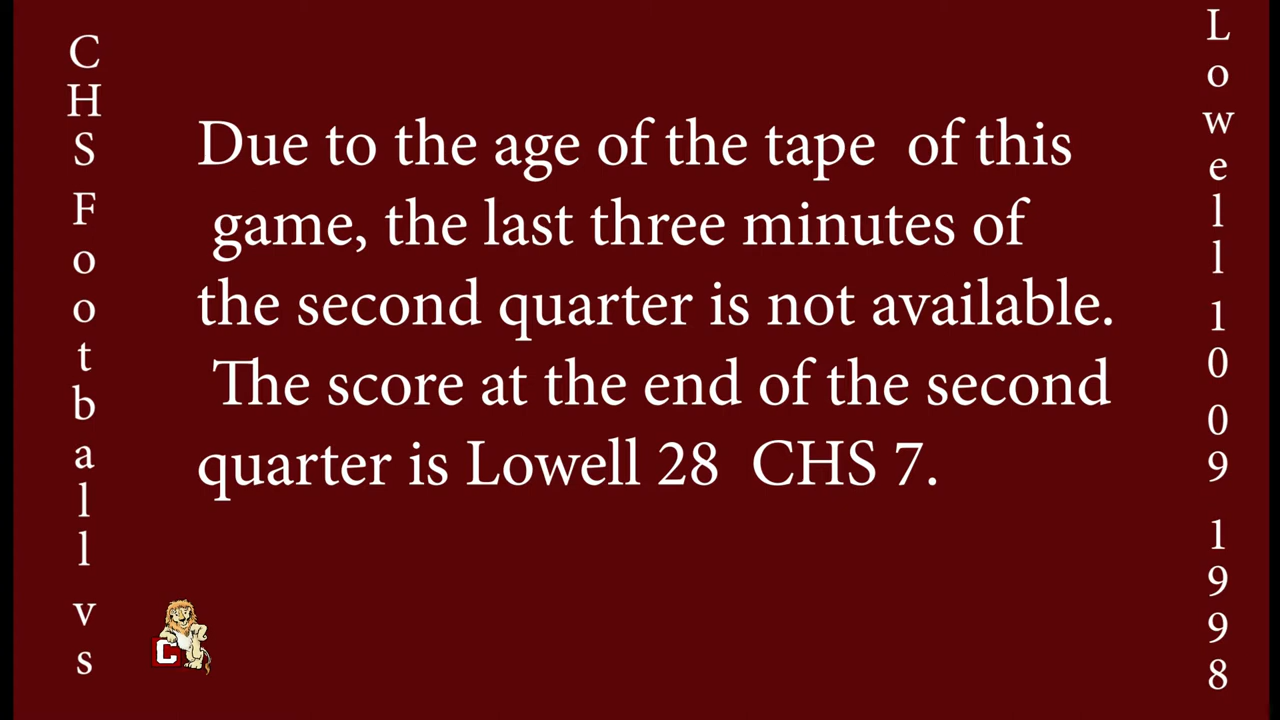 CHS Football vs
Due to the age of the tape  of this
game, the last three minutes of
the second quarter is not available.
The score at the end of the second
quarter is Lowell 28  CHS 7.
C
Lowell 10 09 1998